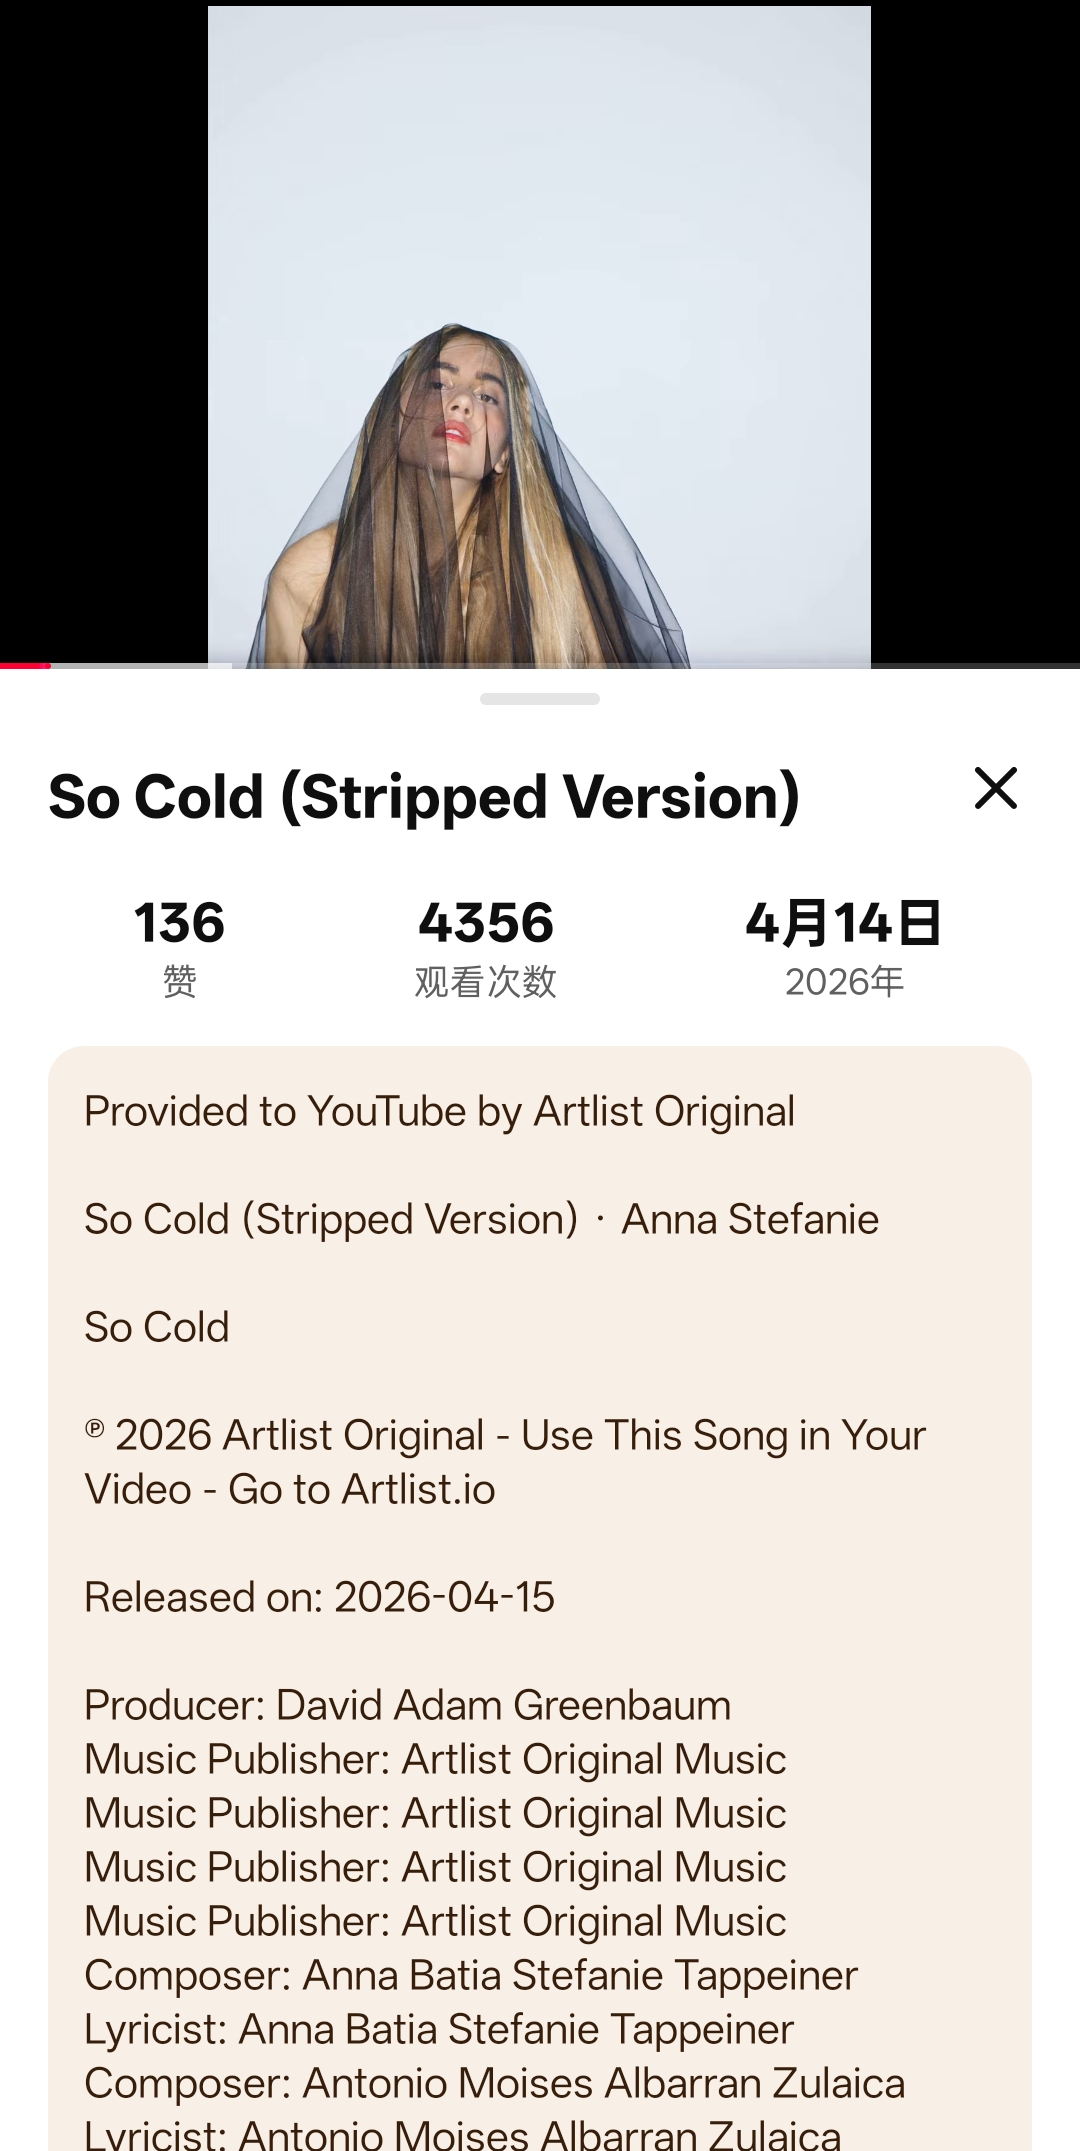 So Cold (Stripped Version)
136
4356
4月14日
赞
观看次数
2026年
Provided to YouTube by Artlist Original
So Cold (Stripped Version) · Anna Stefanie
So Cold
℗ 2026 Artlist Original - Use This Song in Your
Video - Go to Artlist.io
Released on: 2026-04-15
Producer: David Adam Greenbaum
Music Publisher: Artlist Original Music
Music Publisher: Artlist Original Music
Music Publisher: Artlist Original Music
Music Publisher: Artlist Original Music
Composer: Anna Batia Stefanie Tappeiner
Lyricist: Anna Batia Stefanie Tappeiner
Composer: Antonio Moises Albarran Zulaica
Lyricist: Antonio Moises Albarran Zulaica